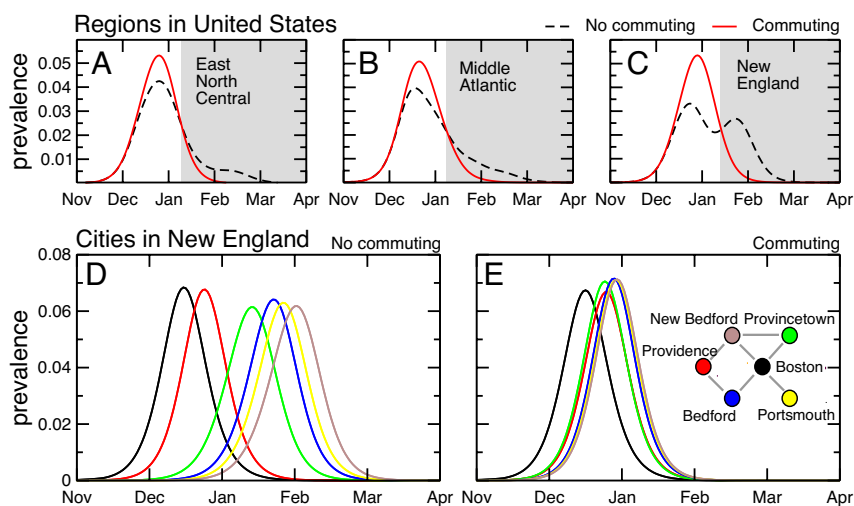 Regions in United States
No commuting
Commuting
prevalence
0.05
0.04
0.03
0.02
0.01
A
East
North
Central
B
Middle
Atlantic
C
New
England
Nov Dec Jan Feb Mar Apr
Nov Dec Jan Feb Mar Apr
Nov Dec Jan Feb Mar Apr
Cities in New England
No commuting
Commuting
prevalence
0.08
0.06
0.04
0.02
0
D
E
New Bedford Provincetown
Providence
Boston
Bedford
Portsmouth
Nov Dec Jan Feb Mar Apr
Nov Dec Jan Feb Mar Apr